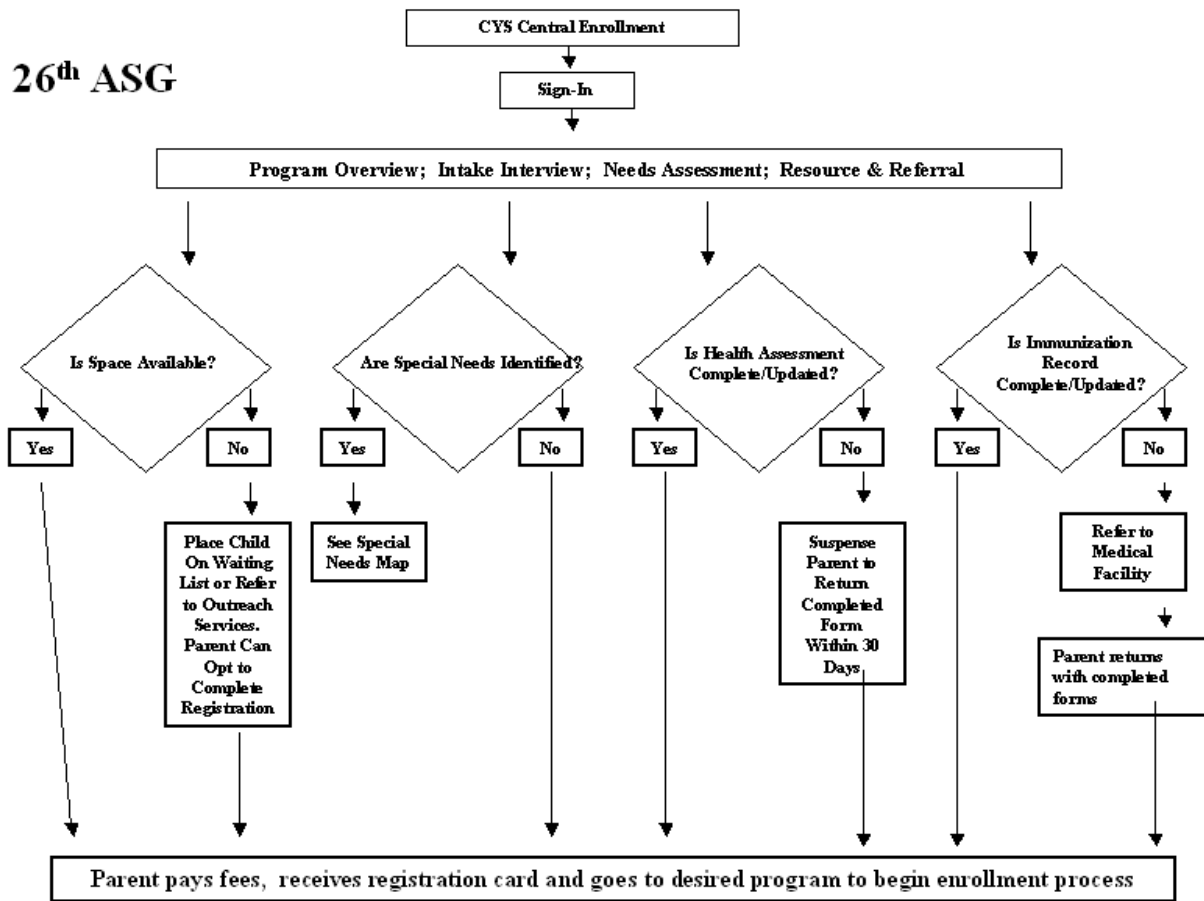 CYS Central Enrollment
26th ASG
Sign-In
Program Overview; Intake Interview; Needs Assessment; Resource & Referral
Is Space Available?
Are Special Needs Identified?
Is Health Assessment
Complete/Updated?
Is Immunization
Record
Complete/Updated?
Yes
No
Yes
No
Yes
No
Yes
No
Place Child
On Waiting
List or Refer
to Outreach
Services.
Parent Can
Opt to
Complete
Registration
See Special
Needs Map
Suspense
Parent to
Return
Completed
Form
Within 30
Days
Refer to
Medical
Facility
Parent returns
with completed
forms
Parent pays fees, receives registration card and goes to desired program to begin enrollment process